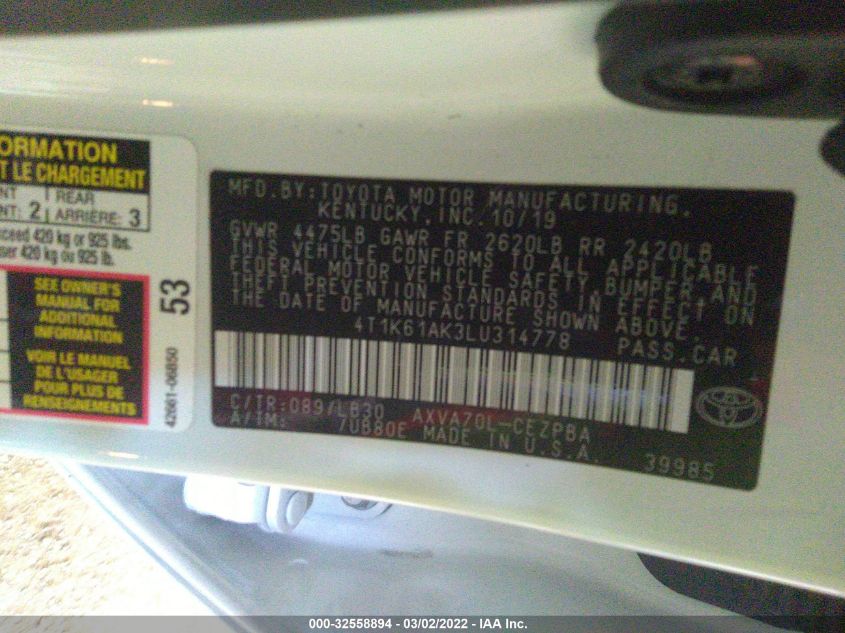 ORMATION
T LE CHARGEMENT
NT REAR
NT: 2 ARRIÈRE: 3
xceed 420 kg or 925 lbs.
ser 420 kg ou 925 lb.
SEE OWNER'S
MANUAL FOR
ADDITIONAL
INFORMATION
VOIR LE MANUEL
DE L'USAGER
POUR PLUS DE
RENSEIGNEMENTS
53
42661-06850
MFD.BY:TOYOTA MOTOR MANUFACTURING,
KENTUCKY,INC.10/19
GVWR 4475LB GAWR FR 2620LB RR 2420LB
THIS VEHICLE CONFORMS TO ALL APPLICABLE
FEDERAL MOTOR VEHICLE SAFETY,BUMPER AND
THEFT PREVENTION STANDARDS IN EFFECT ON
THE DATE OF MANUFACTURE SHOWN ABOVE.
4T1K61AK3LU314778 PASS.CAR
C/TR:089/LB30 AXVA70L-CEZPBA
A/TM: 7UB80E MADE IN U.S.A. 39985
000-32558894 - 03/02/2022 - IAA Inc.